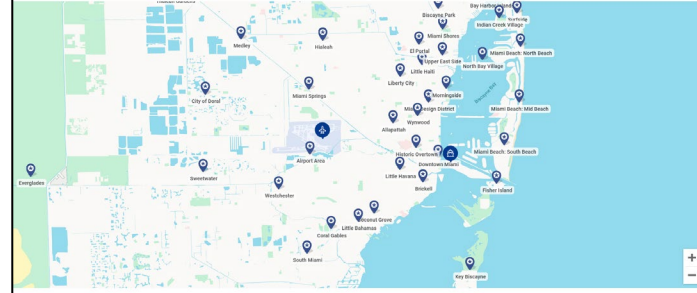 Bay Harbor Islands
Biscayne Park
Indian Creek Village
Miami Shores
Medley
Hialeah
El Portal
Miami Beach: North Beach
Upper East Side
North Bay Village
Little Haiti
Liberty City
Miami Springs
City of Doral
Morningside
Miami Beach: Mid Beach
Design District
Wynwood
Allapattah
Historic Overtown
Miami Beach: South Beach
Airport Area
Downtown Miami
Everglades
Sweetwater
Little Havana
Fisher Island
Westchester
Brickell
Coconut Grove
Little Bahamas
Coral Gables
South Miami
Key Biscayne
+
−